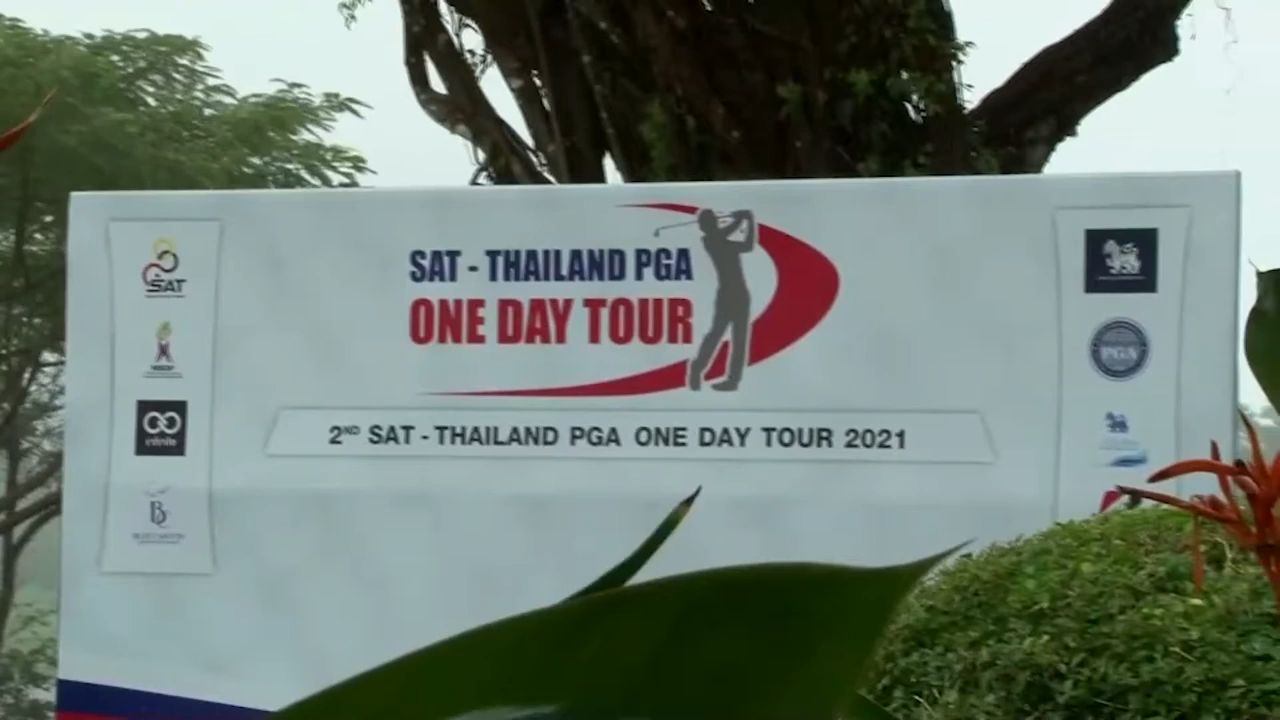 SAT - THAILAND PGA
ONE DAY TOUR
2ND SAT - THAILAND PGA ONE DAY TOUR 2021
SAT
PGA